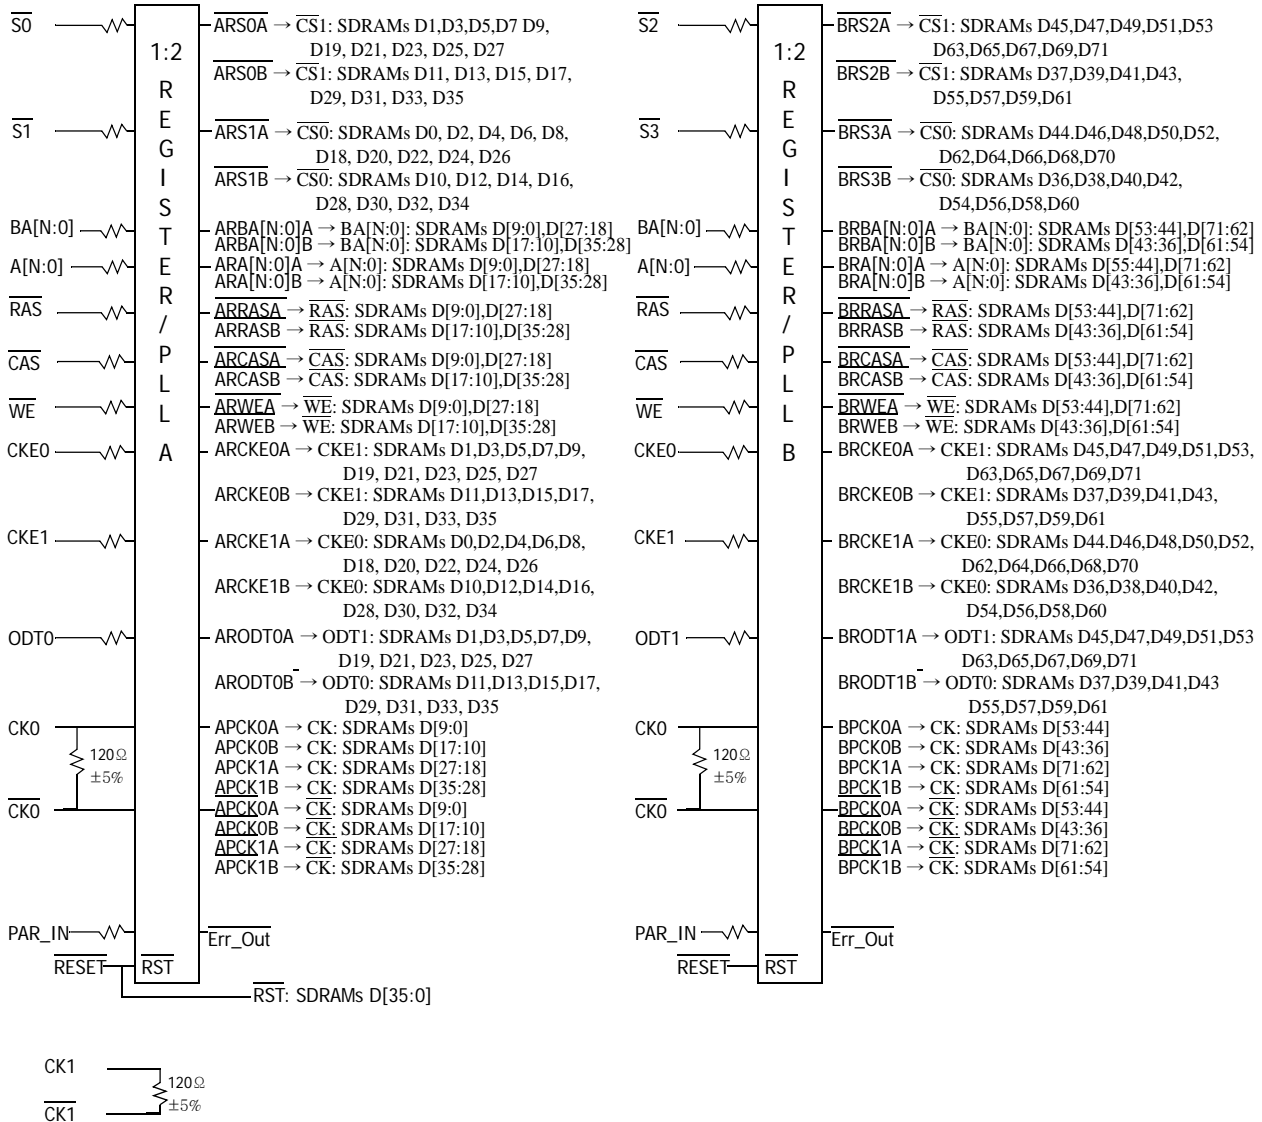 S0
ARS0A → CS1: SDRAMs D1,D3,D5,D7 D9,
D19, D21, D23, D25, D27
ARS0B → CS1: SDRAMs D11, D13, D15, D17,
D29, D31, D33, D35
S1
ARS1A → CS0: SDRAMs D0, D2, D4, D6, D8,
D18, D20, D22, D24, D26
ARS1B → CS0: SDRAMs D10, D12, D14, D16,
D28, D30, D32, D34
BA[N:0]
ARBA[N:0]A → BA[N:0]: SDRAMs D[9:0],D[27:18]
ARBA[N:0]B → BA[N:0]: SDRAMs D[17:10],D[35:28]
A[N:0]
ARA[N:0]A → A[N:0]: SDRAMs D[9:0],D[27:18]
ARA[N:0]B → A[N:0]: SDRAMs D[17:10],D[35:28]
RAS
ARRASA → RAS: SDRAMs D[9:0],D[27:18]
ARRASB → RAS: SDRAMs D[17:10],D[35:28]
CAS
ARCASA → CAS: SDRAMs D[9:0],D[27:18]
ARCASB → CAS: SDRAMs D[17:10],D[35:28]
WE
ARWEA → WE: SDRAMs D[9:0],D[27:18]
ARWEB → WE: SDRAMs D[17:10],D[35:28]
CKE0
ARCKE0A → CKE1: SDRAMs D1,D3,D5,D7,D9,
D19, D21, D23, D25, D27
ARCKE0B → CKE1: SDRAMs D11,D13,D15,D17,
D29, D31, D33, D35
CKE1
ARCKE1A → CKE0: SDRAMs D0,D2,D4,D6,D8,
D18, D20, D22, D24, D26
ARCKE1B → CKE0: SDRAMs D10,D12,D14,D16,
D28, D30, D32, D34
ODT0
ARODT0A → ODT1: SDRAMs D1,D3,D5,D7,D9,
D19, D21, D23, D25, D27
ARODT0B → ODT0: SDRAMs D11,D13,D15,D17,
D29, D31, D33, D35
CK0
APCK0A → CK: SDRAMs D[9:0]
APCK0B → CK: SDRAMs D[17:10]
120Ω
±5%
APCK1A → CK: SDRAMs D[27:18]
APCK1B → CK: SDRAMs D[35:28]
CK0
APCK0A → CK: SDRAMs D[9:0]
APCK0B → CK: SDRAMs D[17:10]
APCK1A → CK: SDRAMs D[27:18]
APCK1B → CK: SDRAMs D[35:28]
PAR_IN
Err_Out
RESET
RST
RST: SDRAMs D[35:0]
1:2
REGISTER/PLL
A
CK1
120Ω
±5%
CK1
S2
BRS2A → CS1: SDRAMs D45,D47,D49,D51,D53
D63,D65,D67,D69,D71
BRS2B → CS1: SDRAMs D37,D39,D41,D43,
D55,D57,D59,D61
S3
BRS3A → CS0: SDRAMs D44.D46,D48,D50,D52,
D62,D64,D66,D68,D70
BRS3B → CS0: SDRAMs D36,D38,D40,D42,
D54,D56,D58,D60
BA[N:0]
BRBA[N:0]A → BA[N:0]: SDRAMs D[53:44],D[71:62]
BRBA[N:0]B → BA[N:0]: SDRAMs D[43:36],D[61:54]
A[N:0]
BRA[N:0]A → A[N:0]: SDRAMs D[55:44],D[71:62]
BRA[N:0]B → A[N:0]: SDRAMs D[43:36],D[61:54]
RAS
BRRASA → RAS: SDRAMs D[53:44],D[71:62]
BRRASB → RAS: SDRAMs D[43:36],D[61:54]
CAS
BRCASA → CAS: SDRAMs D[53:44],D[71:62]
BRCASB → CAS: SDRAMs D[43:36],D[61:54]
WE
BRWEA → WE: SDRAMs D[53:44],D[71:62]
BRWEB → WE: SDRAMs D[43:36],D[61:54]
CKE0
BRCKE0A → CKE1: SDRAMs D45,D47,D49,D51,D53,
D63,D65,D67,D69,D71
BRCKE0B → CKE1: SDRAMs D37,D39,D41,D43,
D55,D57,D59,D61
CKE1
BRCKE1A → CKE0: SDRAMs D44.D46,D48,D50,D52,
D62,D64,D66,D68,D70
BRCKE1B → CKE0: SDRAMs D36,D38,D40,D42,
D54,D56,D58,D60
ODT1
BRODT1A → ODT1: SDRAMs D45,D47,D49,D51,D53
D63,D65,D67,D69,D71
BRODT1B → ODT0: SDRAMs D37,D39,D41,D43
D55,D57,D59,D61
CK0
BPCK0A → CK: SDRAMs D[53:44]
BPCK0B → CK: SDRAMs D[43:36]
120Ω
±5%
BPCK1A → CK: SDRAMs D[71:62]
BPCK1B → CK: SDRAMs D[61:54]
CK0
BPCK0A → CK: SDRAMs D[53:44]
BPCK0B → CK: SDRAMs D[43:36]
BPCK1A → CK: SDRAMs D[71:62]
BPCK1B → CK: SDRAMs D[61:54]
PAR_IN
Err_Out
RESET
RST
1:2
REGISTER/PLL
B